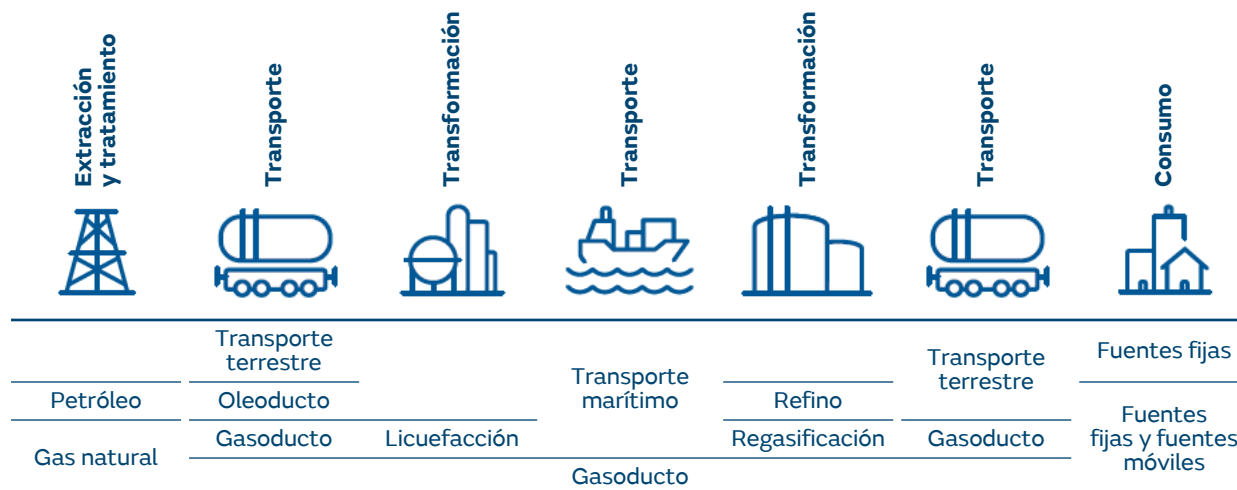 Extracción
y tratamiento
Transporte
Transformación
Transporte
Transformación
Transporte
Consumo
Transporte
terrestre
Transporte
marítimo
Transporte
terrestre
Fuentes fijas
Petróleo
Oleoducto
Refino
Fuentes
fijas y fuentes
móviles
Gas natural
Gasoducto
Licuefacción
Regasificación
Gasoducto
Gasoducto